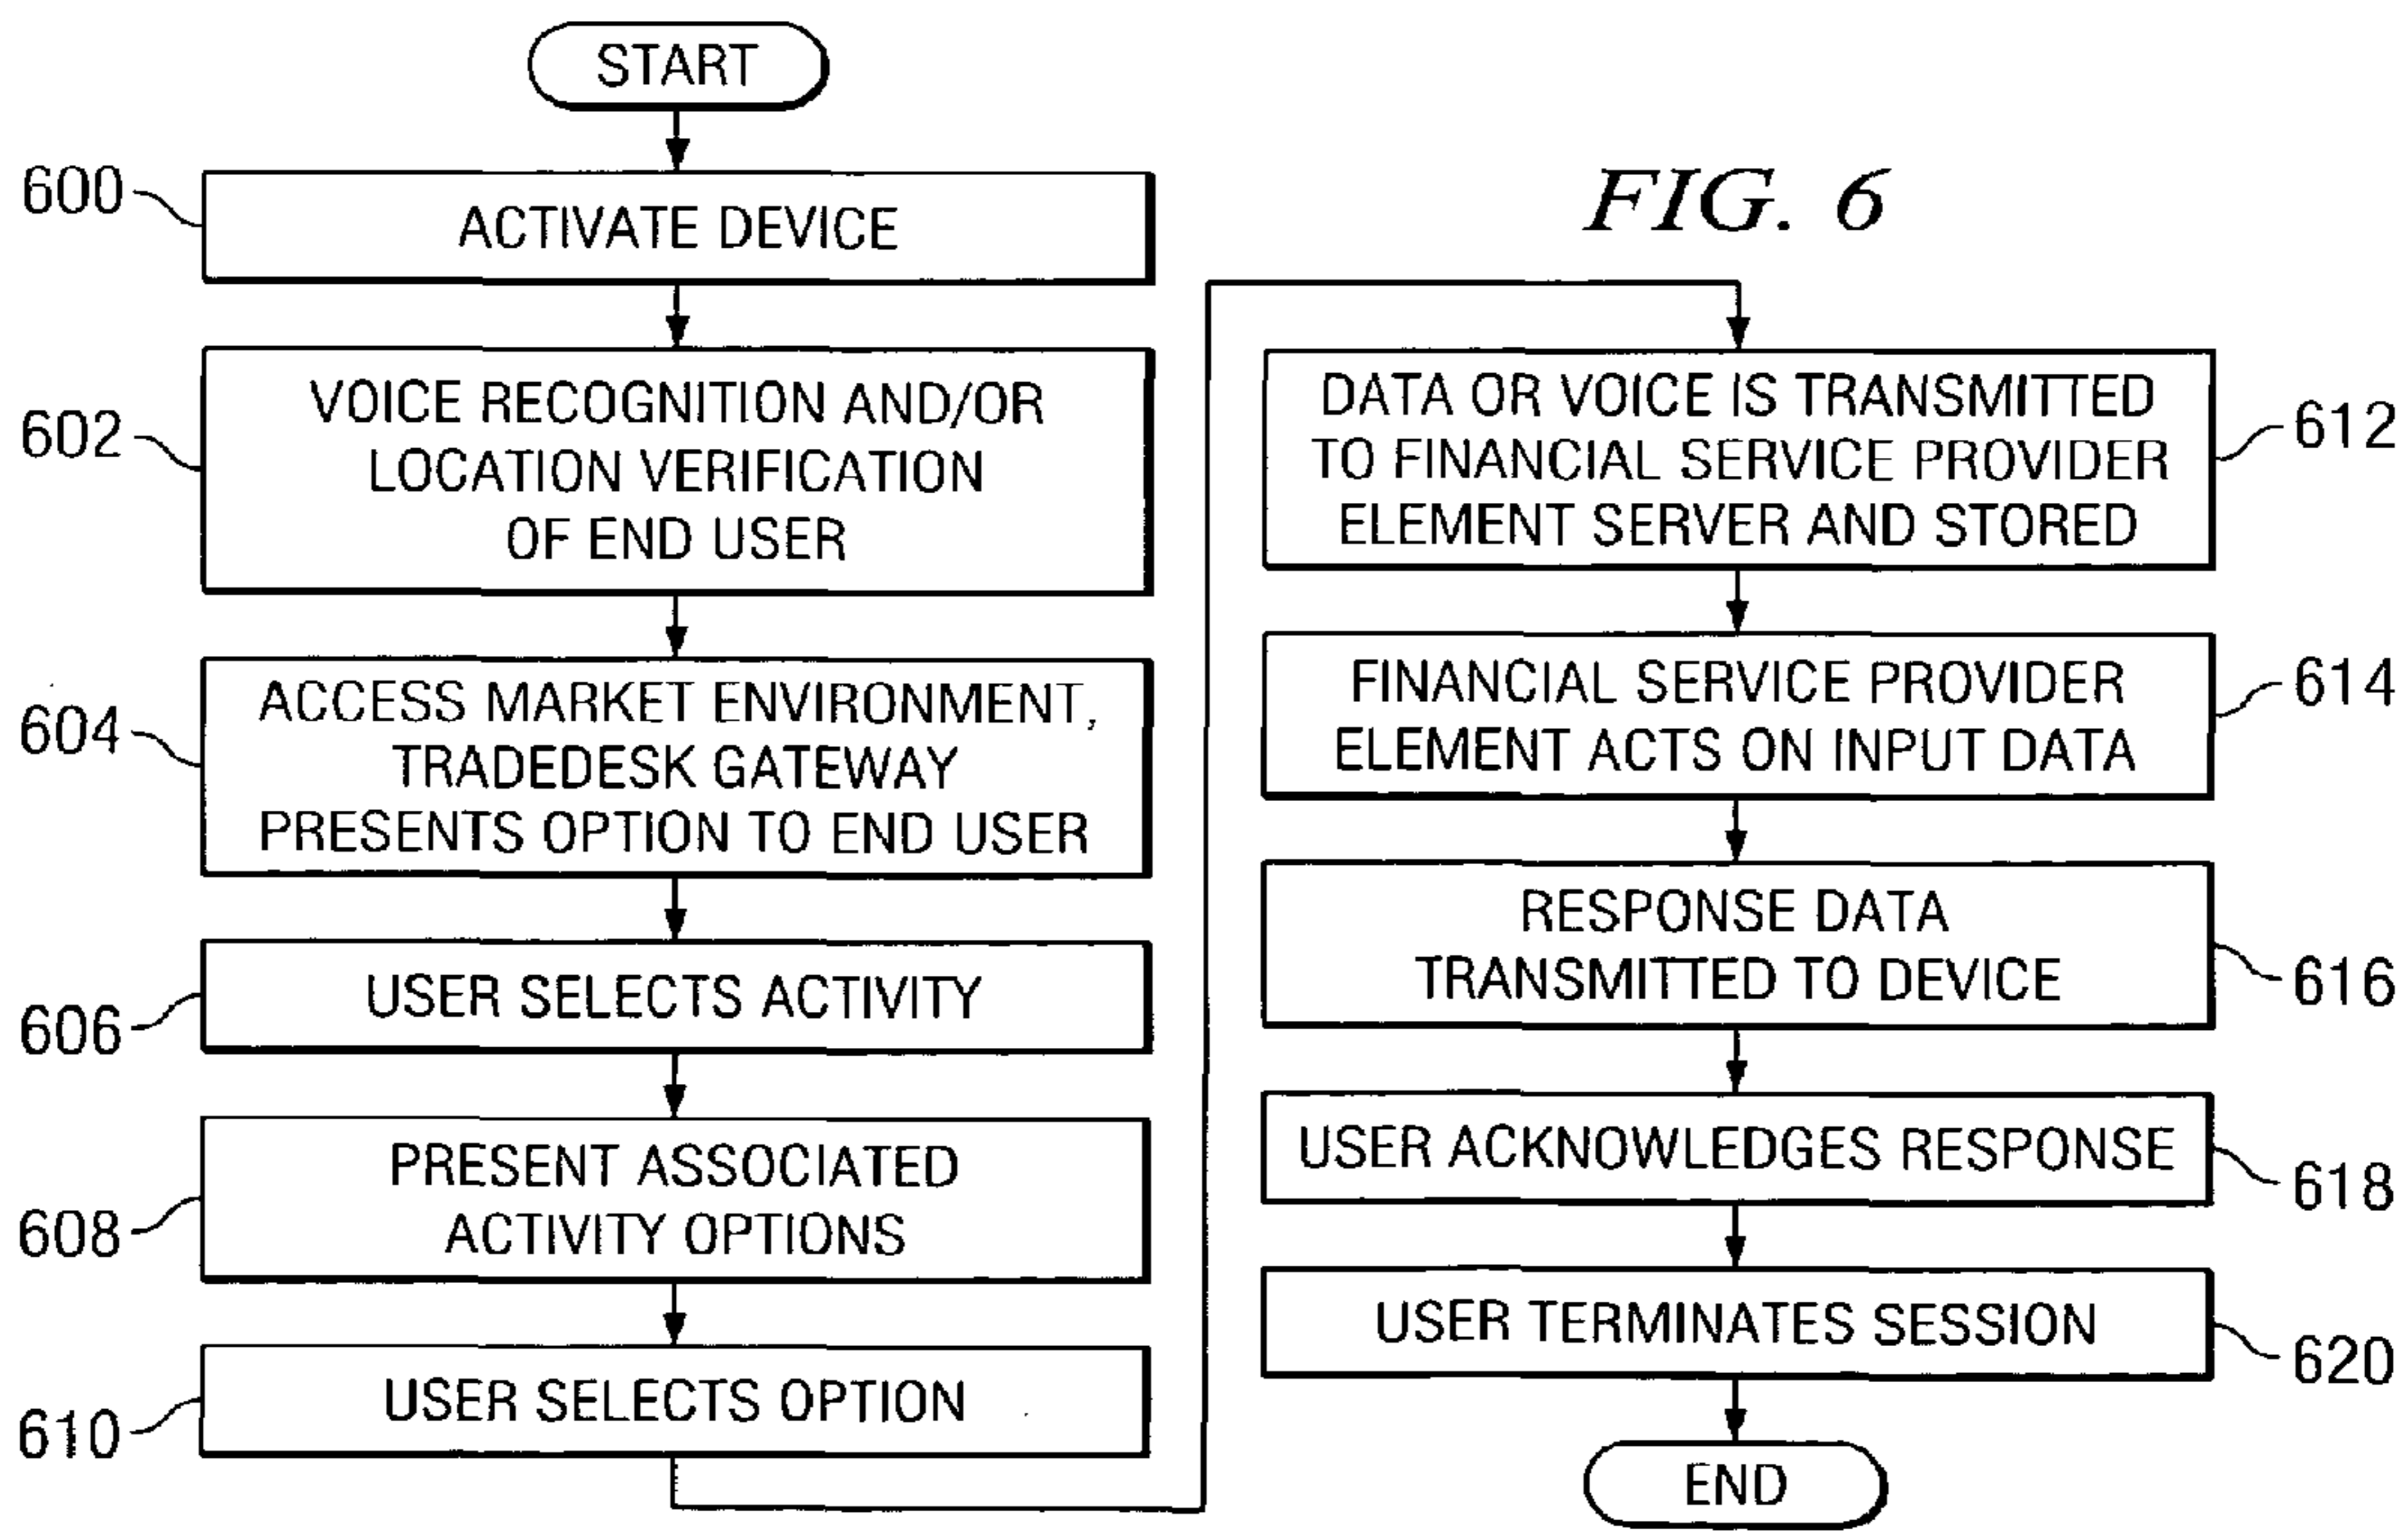 START
600
ACTIVATE DEVICE
602
VOICE RECOGNITION AND/OR
LOCATION VERIFICATION
OF END USER
604
ACCESS MARKET ENVIRONMENT,
TRADEDESK GATEWAY
PRESENTS OPTION TO END USER
606
USER SELECTS ACTIVITY
608
PRESENT ASSOCIATED
ACTIVITY OPTIONS
610
USER SELECTS OPTION
FIG. 6
DATA OR VOICE IS TRANSMITTED
TO FINANCIAL SERVICE PROVIDER
ELEMENT SERVER AND STORED
612
FINANCIAL SERVICE PROVIDER
ELEMENT ACTS ON INPUT DATA
614
RESPONSE DATA
TRANSMITTED TO DEVICE
616
USER ACKNOWLEDGES RESPONSE
618
USER TERMINATES SESSION
620
END